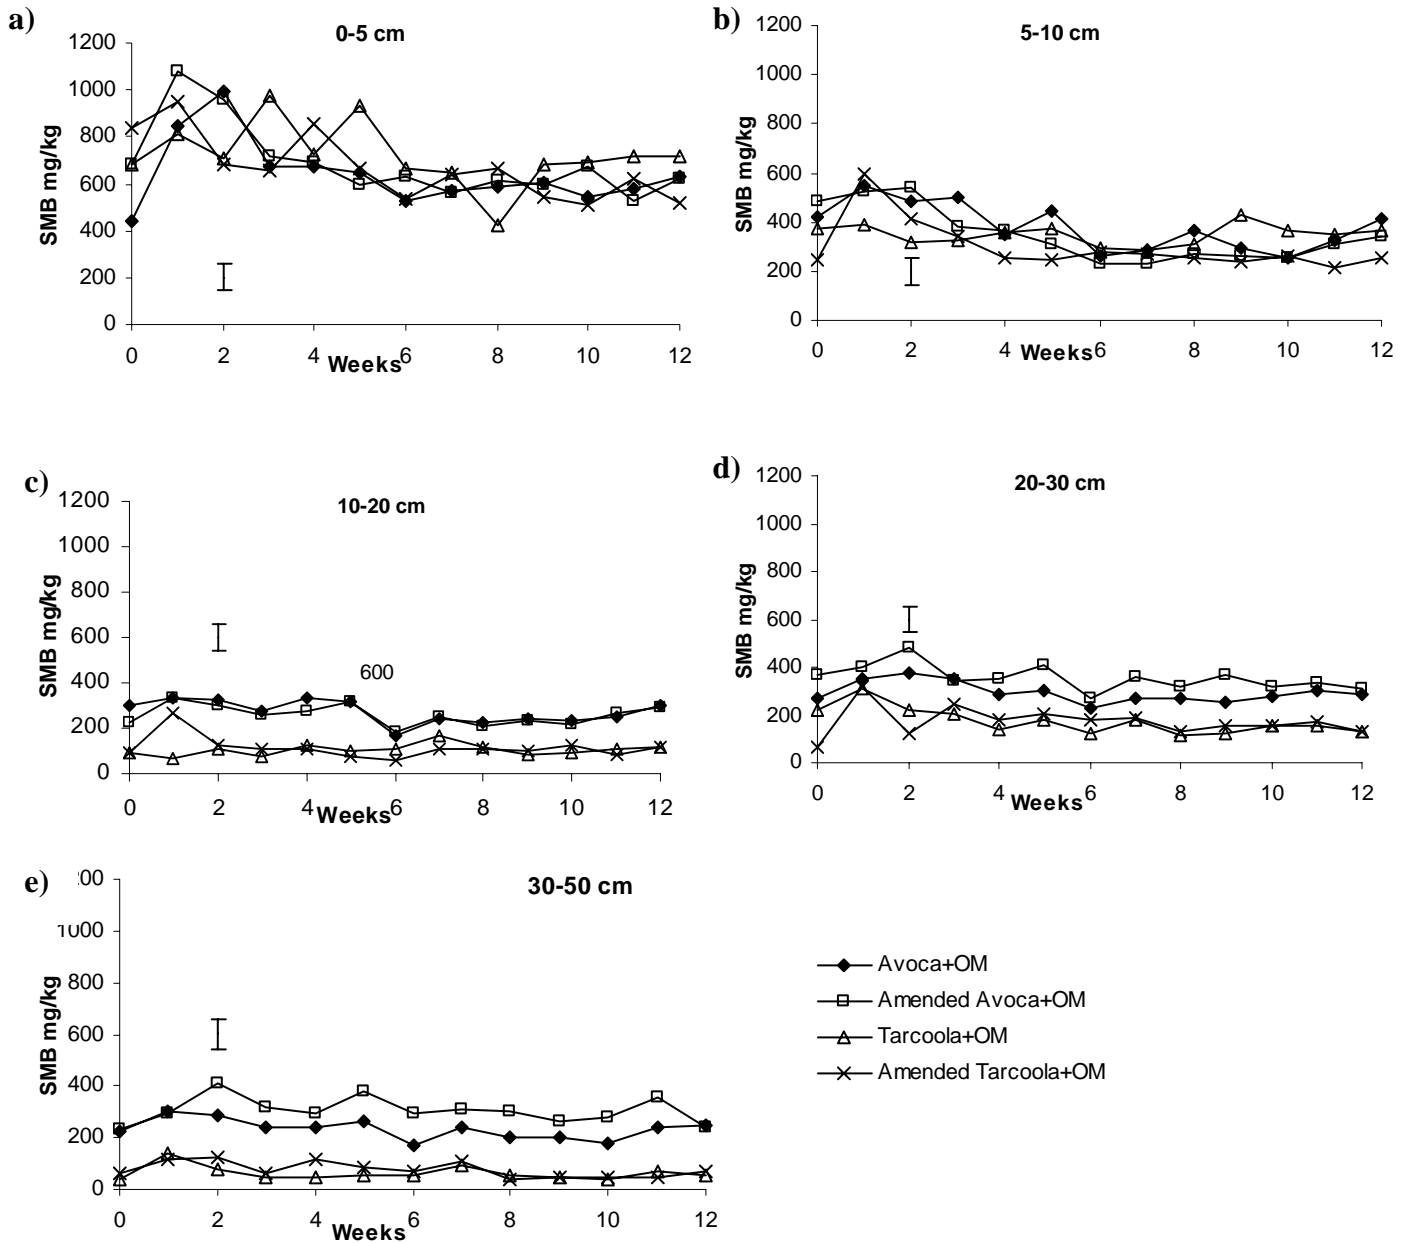 a)
0-5 cm
1200
1000
800
600
400
200
0
SMB mg/kg
0 2 4 6 8 10 12
Weeks
b)
5-10 cm
1200
1000
800
600
400
200
0
SMB mg/kg
0 2 4 6 8 10 12
Weeks
c)
10-20 cm
1200
1000
800
600
400
200
0
SMB mg/kg
600
0 2 4 6 8 10 12
Weeks
d)
20-30 cm
1200
1000
800
600
400
200
0
SMB mg/kg
0 2 4 6 8 10 12
Weeks
e)
30-50 cm
200
1000
800
600
400
200
0
SMB mg/kg
0 2 4 6 8 10 12
Weeks
Avoca+OM
Amended Avoca+OM
Tarcoola+OM
Amended Tarcoola+OM